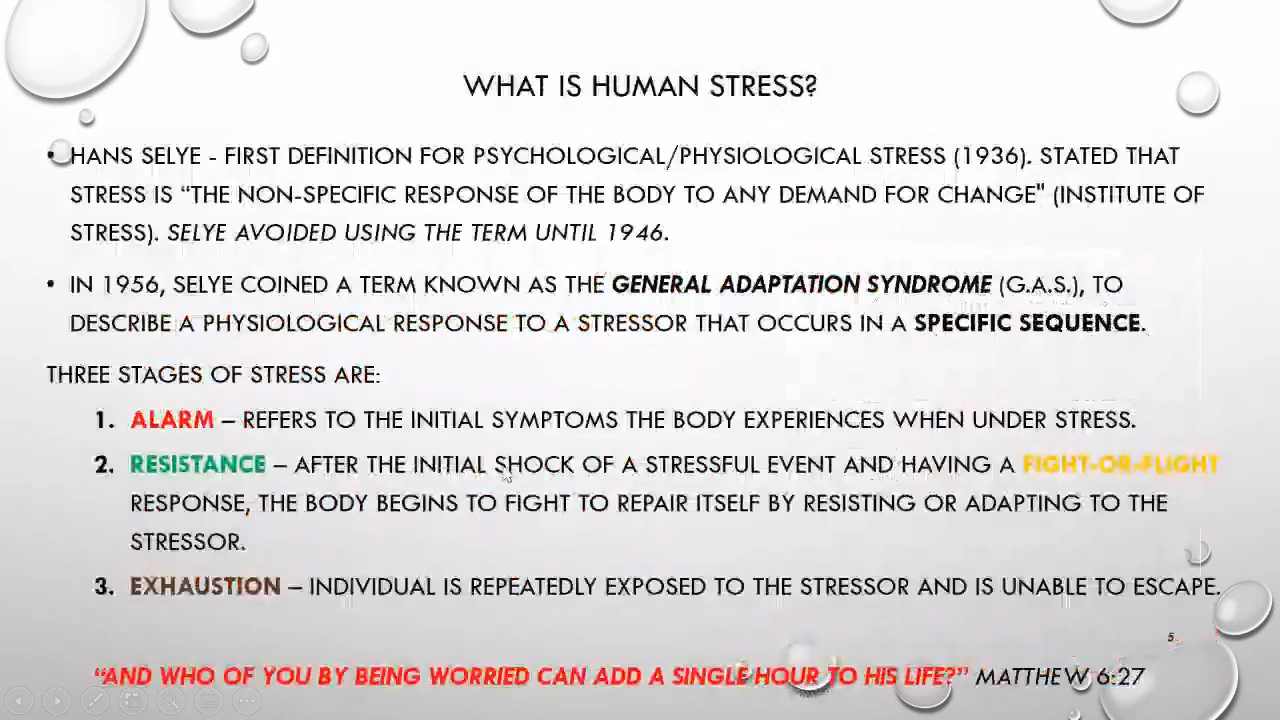 WHAT IS HUMAN STRESS?
• HANS SELYE - FIRST DEFINITION FOR PSYCHOLOGICAL/PHYSIOLOGICAL STRESS (1936). STATED THAT
STRESS IS “THE NON-SPECIFIC RESPONSE OF THE BODY TO ANY DEMAND FOR CHANGE" (INSTITUTE OF
STRESS). SELYE AVOIDED USING THE TERM UNTIL 1946.
• IN 1956, SELYE COINED A TERM KNOWN AS THE GENERAL ADAPTATION SYNDROME (G.A.S.), TO
DESCRIBE A PHYSIOLOGICAL RESPONSE TO A STRESSOR THAT OCCURS IN A SPECIFIC SEQUENCE.
THREE STAGES OF STRESS ARE:
1. ALARM – REFERS TO THE INITIAL SYMPTOMS THE BODY EXPERIENCES WHEN UNDER STRESS.
2. RESISTANCE – AFTER THE INITIAL SHOCK OF A STRESSFUL EVENT AND HAVING A FIGHT-OR-FLIGHT
RESPONSE, THE BODY BEGINS TO FIGHT TO REPAIR ITSELF BY RESISTING OR ADAPTING TO THE
STRESSOR.
3. EXHAUSTION – INDIVIDUAL IS REPEATEDLY EXPOSED TO THE STRESSOR AND IS UNABLE TO ESCAPE.
5
“AND WHO OF YOU BY BEING WORRIED CAN ADD A SINGLE HOUR TO HIS LIFE?” MATTHEW 6:27